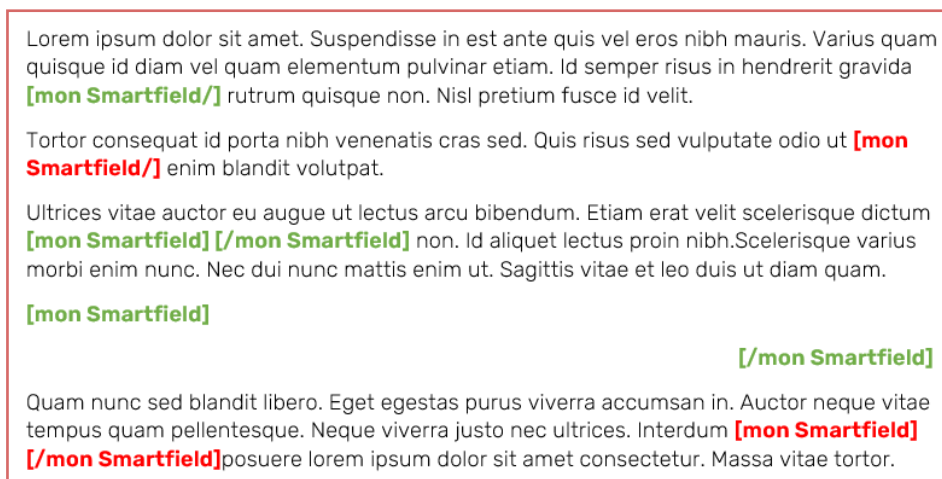 Lorem ipsum dolor sit amet. Suspendisse in est ante quis vel eros nibh mauris. Varius quam
quisque id diam vel quam elementum pulvinar etiam. Id semper risus in hendrerit gravida
[mon Smartfield/] rutrum quisque non. Nisl pretium fusce id velit.
Tortor consequat id porta nibh venenatis cras sed. Quis risus sed vulputate odio ut [mon
Smartfield/] enim blandit volutpat.
Ultrices vitae auctor eu augue ut lectus arcu bibendum. Etiam erat velit scelerisque dictum
[mon Smartfield] [/mon Smartfield] non. Id aliquet lectus proin nibh.Scelerisque varius
morbi enim nunc. Nec dui nunc mattis enim ut. Sagittis vitae et leo duis ut diam quam.
[mon Smartfield]
[/mon Smartfield]
Quam nunc sed blandit libero. Eget egestas purus viverra accumsan in. Auctor neque vitae
tempus quam pellentesque. Neque viverra justo nec ultrices. Interdum [mon Smartfield]
[/mon Smartfield]posuere lorem ipsum dolor sit amet consectetur. Massa vitae tortor.